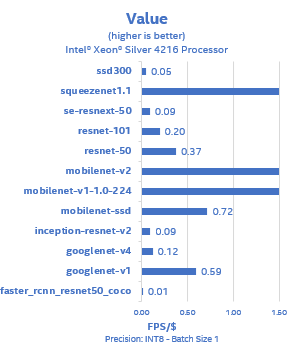 Value
(higher is better)
Intel® Xeon® Silver 4216 Processor
ssd300 0.05
squeezenet1.1
se-resnext-50 0.09
resnet-101 0.20
resnet-50 0.37
mobilenet-v2
mobilenet-v1-1.0-224
mobilenet-ssd 0.72
inception-resnet-v2 0.09
googlenet-v4 0.12
googlenet-v1 0.59
faster_rcnn_resnet50_coco 0.01
0.00 0.50 1.00 1.50
FPS/$
Precision: INT8 - Batch Size 1